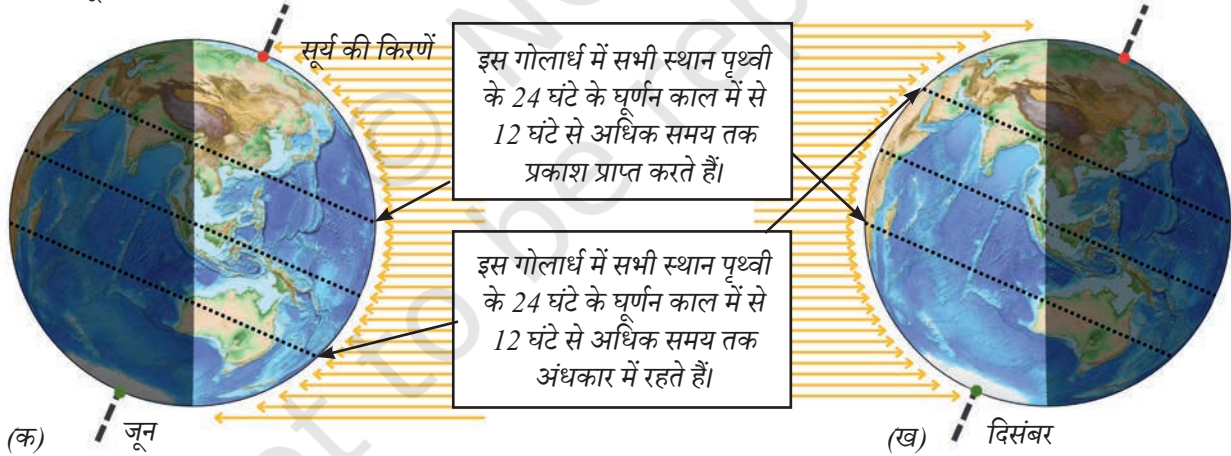 सूर्य की किरणें
इस गोलार्ध में सभी स्थान पृथ्वी
के 24 घंटे के घूर्णन काल में से
12 घंटे से अधिक समय तक
प्रकाश प्राप्त करते हैं।
इस गोलार्ध में सभी स्थान पृथ्वी
के 24 घंटे के घूर्णन काल में से
12 घंटे से अधिक समय तक
अंधकार में रहते हैं।
(क) जून
(ख) दिसंबर